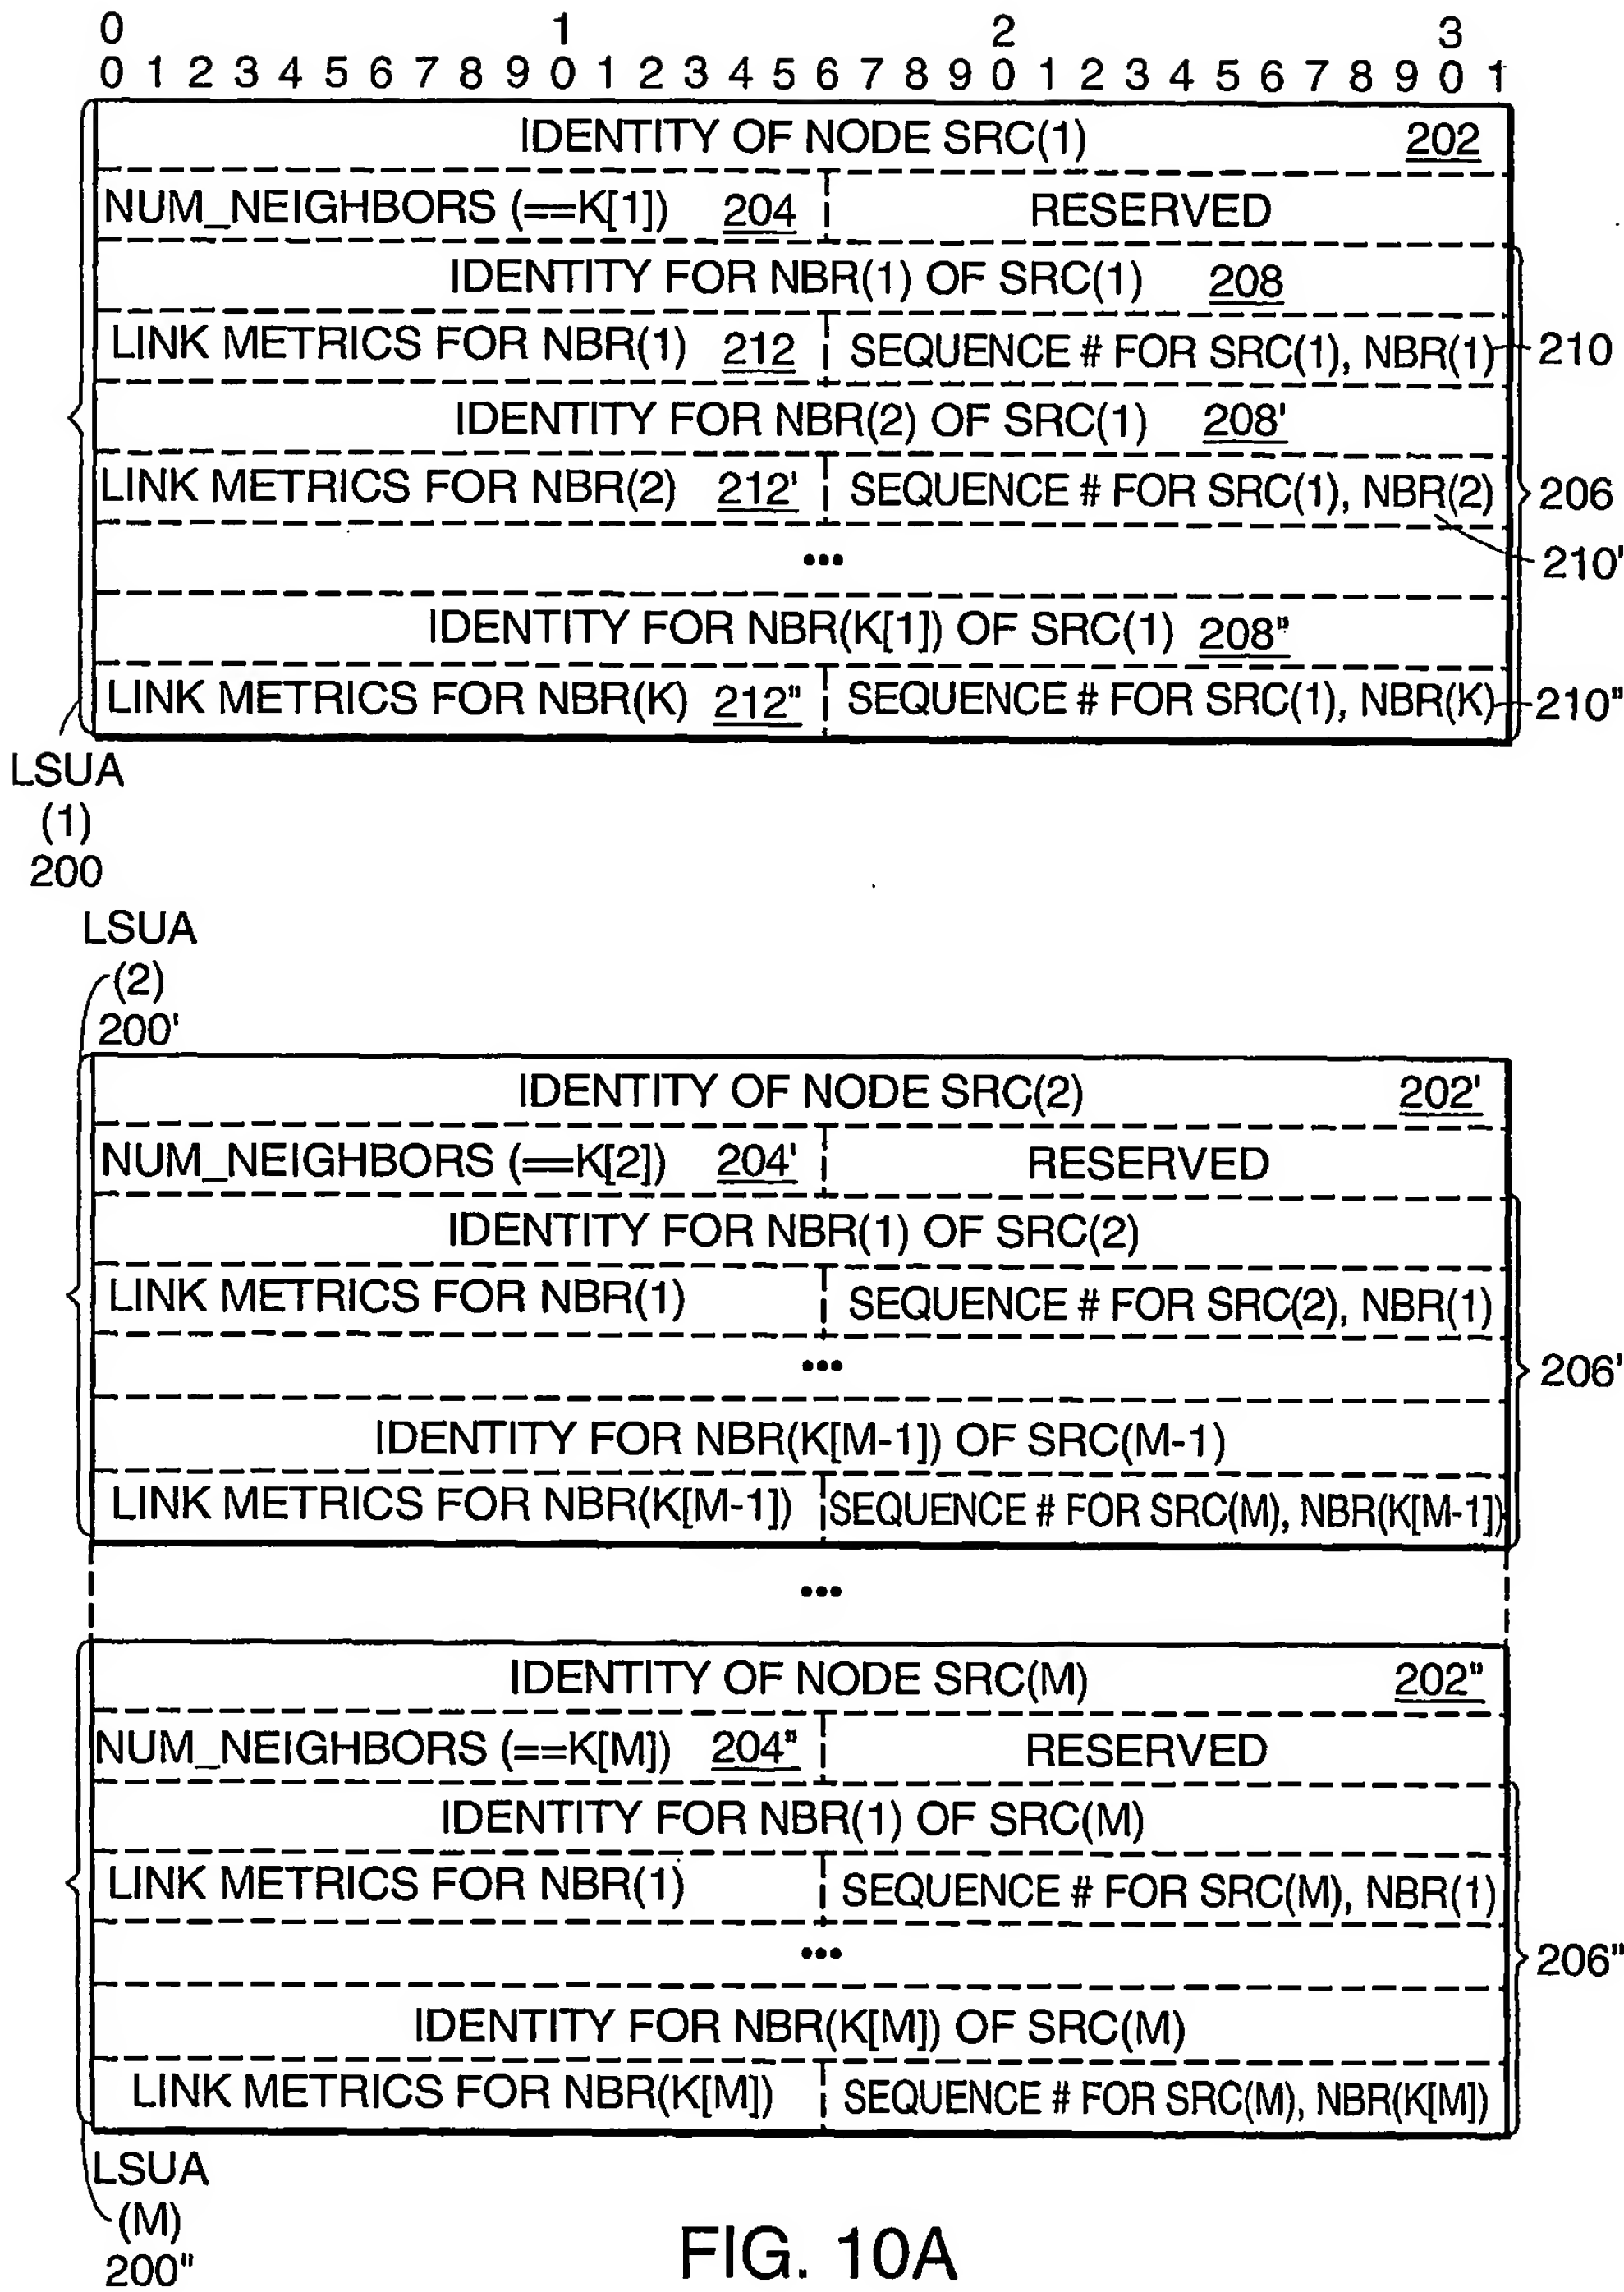 0 1 2 3
0 1 2 3 4 5 6 7 8 9 0 1 2 3 4 5 6 7 8 9 0 1 2 3 4 5 6 7 8 9 0 1
IDENTITY OF NODE SRC(1) 202
NUM_NEIGHBORS (==K[1]) 204 RESERVED
IDENTITY FOR NBR(1) OF SRC(1) 208
LINK METRICS FOR NBR(1) 212 SEQUENCE # FOR SRC(1), NBR(1) 210
IDENTITY FOR NBR(2) OF SRC(1) 208'
LINK METRICS FOR NBR(2) 212' SEQUENCE # FOR SRC(1), NBR(2) 206
••• 210'
IDENTITY FOR NBR(K[1]) OF SRC(1) 208"
LINK METRICS FOR NBR(K) 212" SEQUENCE # FOR SRC(1), NBR(K) 210"
LSUA
(1)
200
LSUA
(2)
200'
IDENTITY OF NODE SRC(2) 202'
NUM_NEIGHBORS (==K[2]) 204' RESERVED
IDENTITY FOR NBR(1) OF SRC(2)
LINK METRICS FOR NBR(1) SEQUENCE # FOR SRC(2), NBR(1)
••• 206'
IDENTITY FOR NBR(K[M-1]) OF SRC(M-1)
LINK METRICS FOR NBR(K[M-1]) SEQUENCE # FOR SRC(M), NBR(K[M-1])
•••
IDENTITY OF NODE SRC(M) 202"
NUM_NEIGHBORS (==K[M]) 204" RESERVED
IDENTITY FOR NBR(1) OF SRC(M)
LINK METRICS FOR NBR(1) SEQUENCE # FOR SRC(M), NBR(1)
••• 206"
IDENTITY FOR NBR(K[M]) OF SRC(M)
LINK METRICS FOR NBR(K[M]) SEQUENCE # FOR SRC(M), NBR(K[M])
LSUA
(M)
200"
FIG. 10A